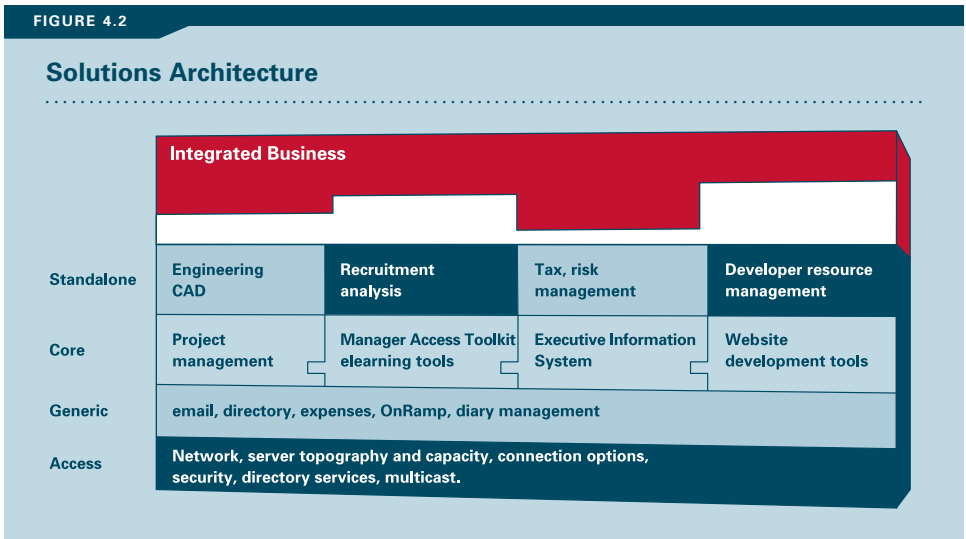 FIGURE 4.2
Solutions Architecture
Integrated Business
Standalone
Engineering
CAD
Recruitment
analysis
Tax, risk
management
Developer resource
management
Core
Project
management
Manager Access Toolkit
elearning tools
Executive Information
System
Website
development tools
Generic
email, directory, expenses, OnRamp, diary management
Access
Network, server topography and capacity, connection options,
security, directory services, multicast.